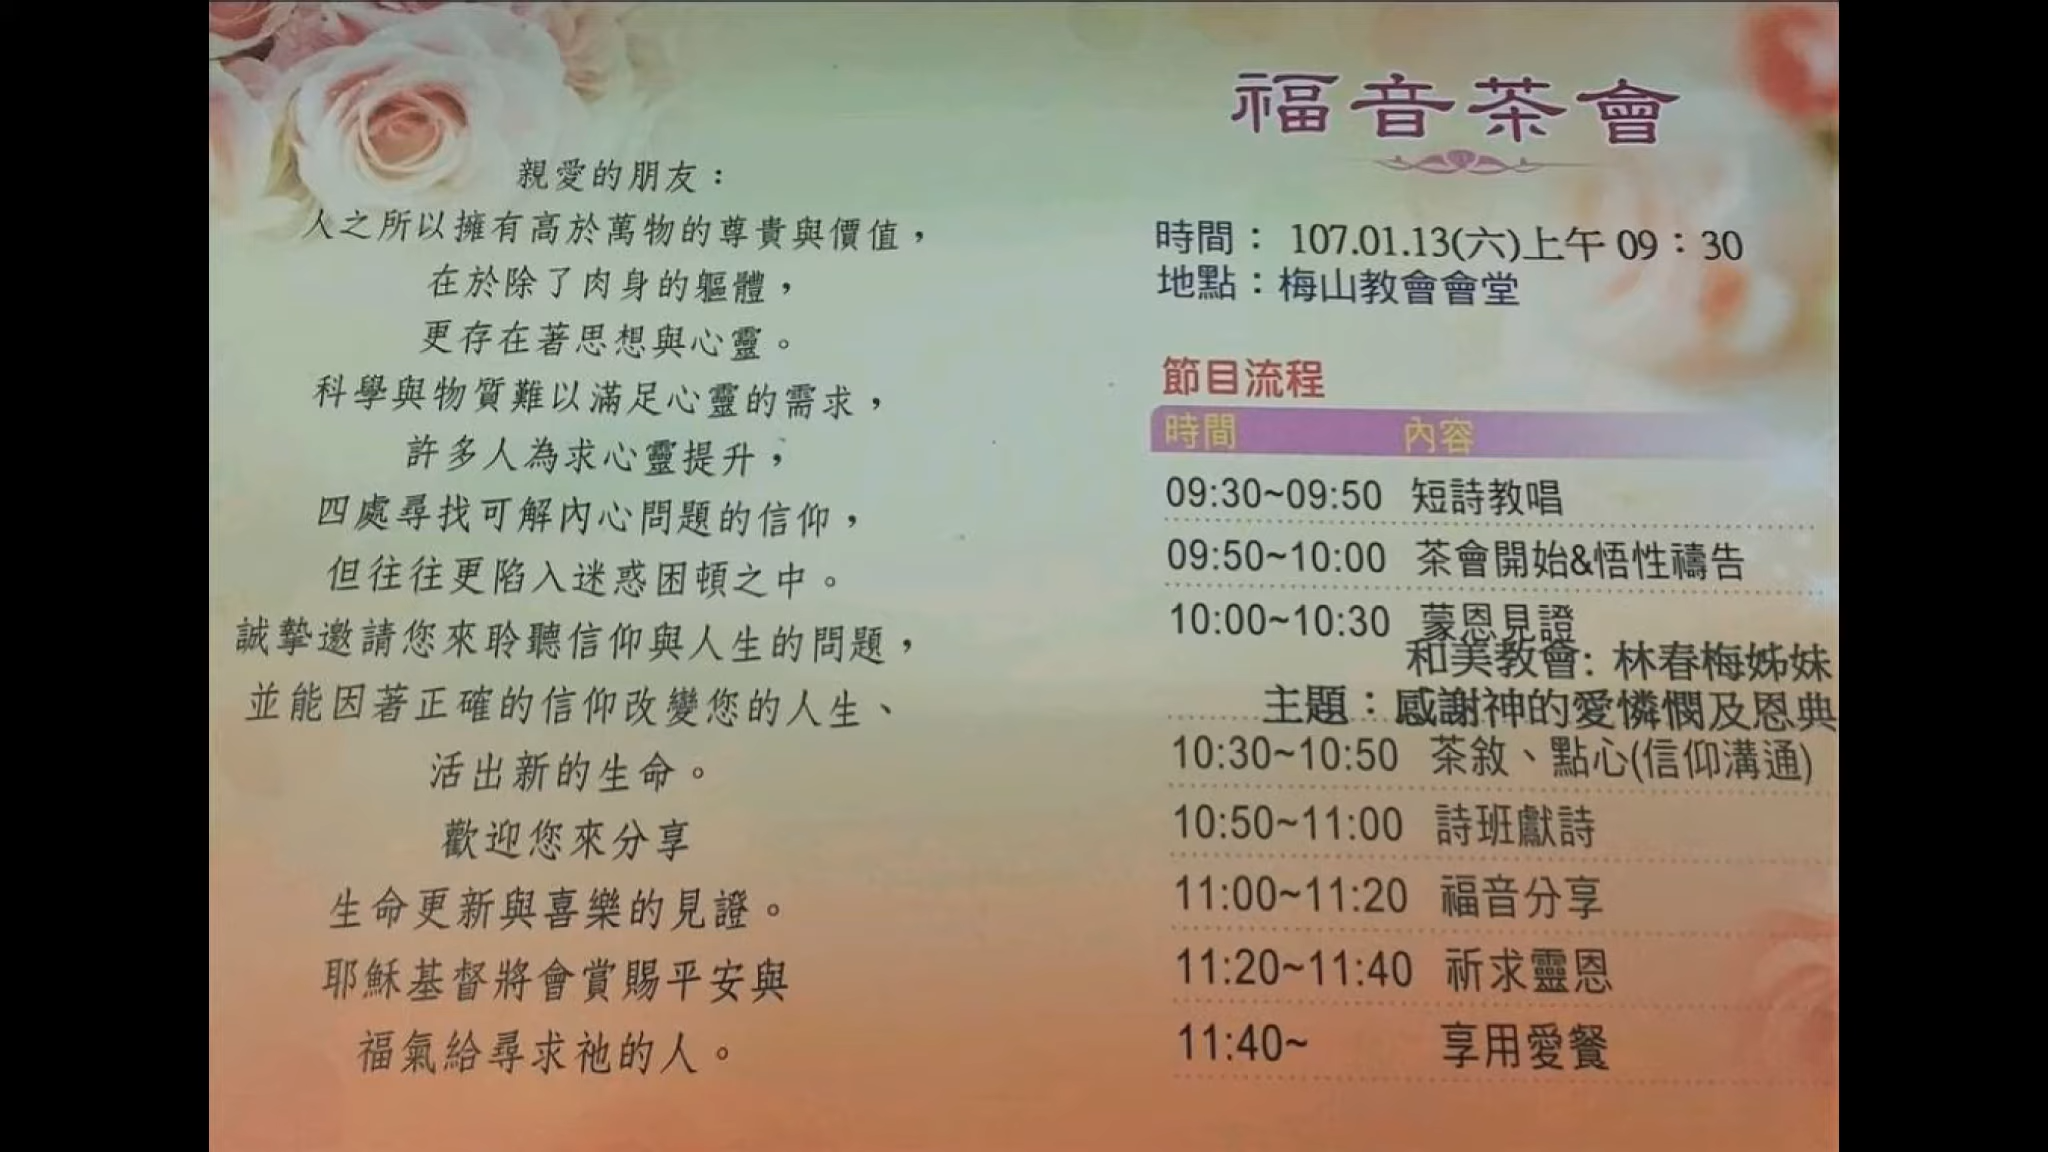 親愛的朋友：
人之所以擁有高於萬物的尊貴與價值，
在於除了肉身的軀體，
更存在著思想與心靈。
科學與物質難以滿足心靈的需求，
許多人為求心靈提升，
四處尋找可解內心問題的信仰，
但往往更陷入迷惑困頓之中。
誠摯邀請您來聆聽信仰與人生的問題，
並能因著正確的信仰改變您的人生、
活出新的生命。
歡迎您來分享
生命更新與喜樂的見證。
耶穌基督將會賞賜平安與
福氣給尋求祂的人。
福音茶會
時間： 107.01.13(六)上午 09：30
地點：梅山教會會堂
節目流程
時間 內容
09:30~09:50 短詩教唱
09:50~10:00 茶會開始&悟性禱告
10:00~10:30 蒙恩見證
和美教會: 林春梅姊妹
主題：感謝神的愛憐憫及恩典
10:30~10:50 茶敘、點心(信仰溝通)
10:50~11:00 詩班獻詩
11:00~11:20 福音分享
11:20~11:40 祈求靈恩
11:40~ 享用愛餐